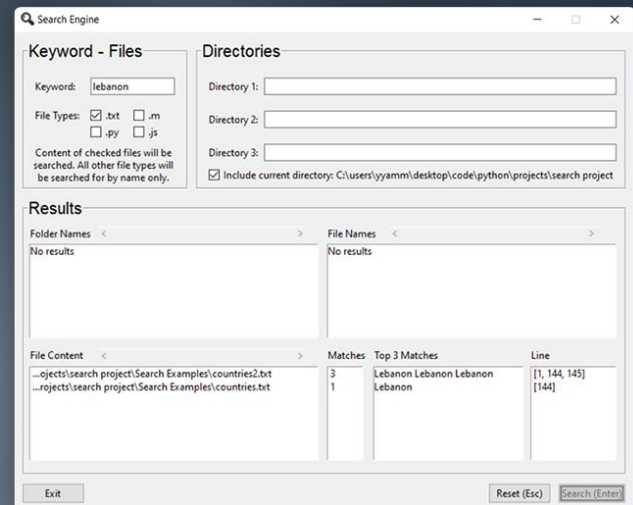 Search Engine
Keyword - Files
Keyword: lebanon
File Types: .txt .m
.py .js
Content of checked files will be
searched. All other file types will
be searched for by name only.
Directories
Directory 1:
Directory 2:
Directory 3:
Include current directory: C:\users\yyamm\desktop\code\python\projects\search project
Results
Folder Names < >
No results
File Names < >
No results
File Content < > Matches Top 3 Matches Line
...ojects\search project\Search Examples\countries2.txt 3 Lebanon Lebanon Lebanon [1, 144, 145]
...rojects\search project\Search Examples\countries.txt 1 Lebanon [144]
Exit Reset (Esc) Search (Enter)